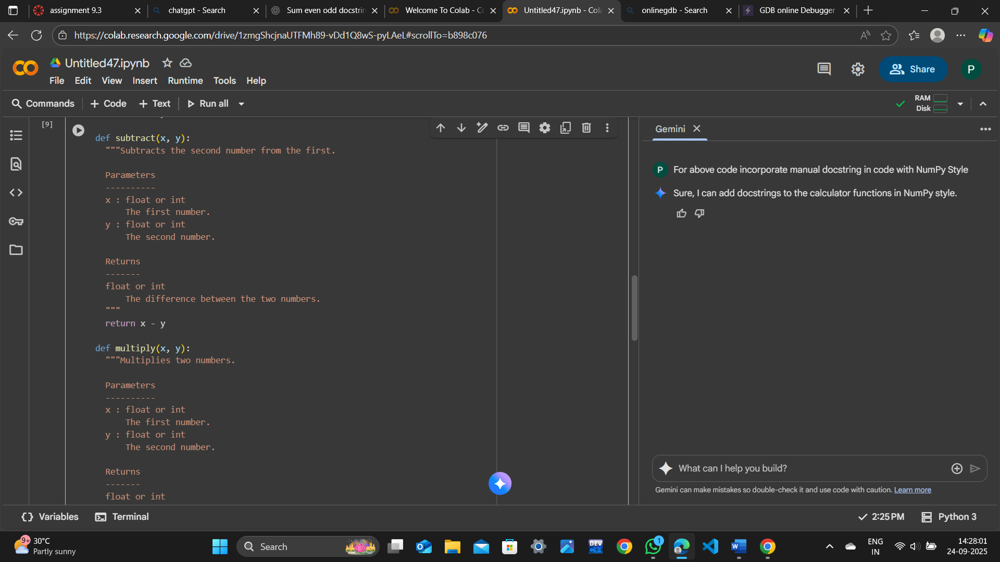 assignment 9.3
chatgpt - Search
Sum even odd docstrin
Welcome To Colab - Co
Untitled47.ipynb - Cola
onlinegdb - Search
GDB online Debugger
https://colab.research.google.com/drive/1zmgShcjnaUTFMh89-vDd1Q8wS-pyLAeL#scrollTo=b898c076
Untitled47.ipynb
File Edit View Insert Runtime Tools Help
Share
P
Commands + Code + Text Run all
RAM
Disk
[9]
def subtract(x, y):
"""Subtracts the second number from the first.
Parameters
----------
x : float or int
The first number.
y : float or int
The second number.
Returns
-------
float or int
The difference between the two numbers.
"""
return x - y
def multiply(x, y):
"""Multiplies two numbers.
Parameters
----------
x : float or int
The first number.
y : float or int
The second number.
Returns
-------
float or int
Gemini
P For above code incorporate manual docstring in code with NumPy Style
Sure, I can add docstrings to the calculator functions in NumPy style.
What can I help you build?
Gemini can make mistakes so double-check it and use code with caution. Learn more
{} Variables Terminal
2:25 PM Python 3
9+
30°C
Partly sunny
Search
DEV
C++
1
W
ENG
IN
14:28:01
24-09-2025